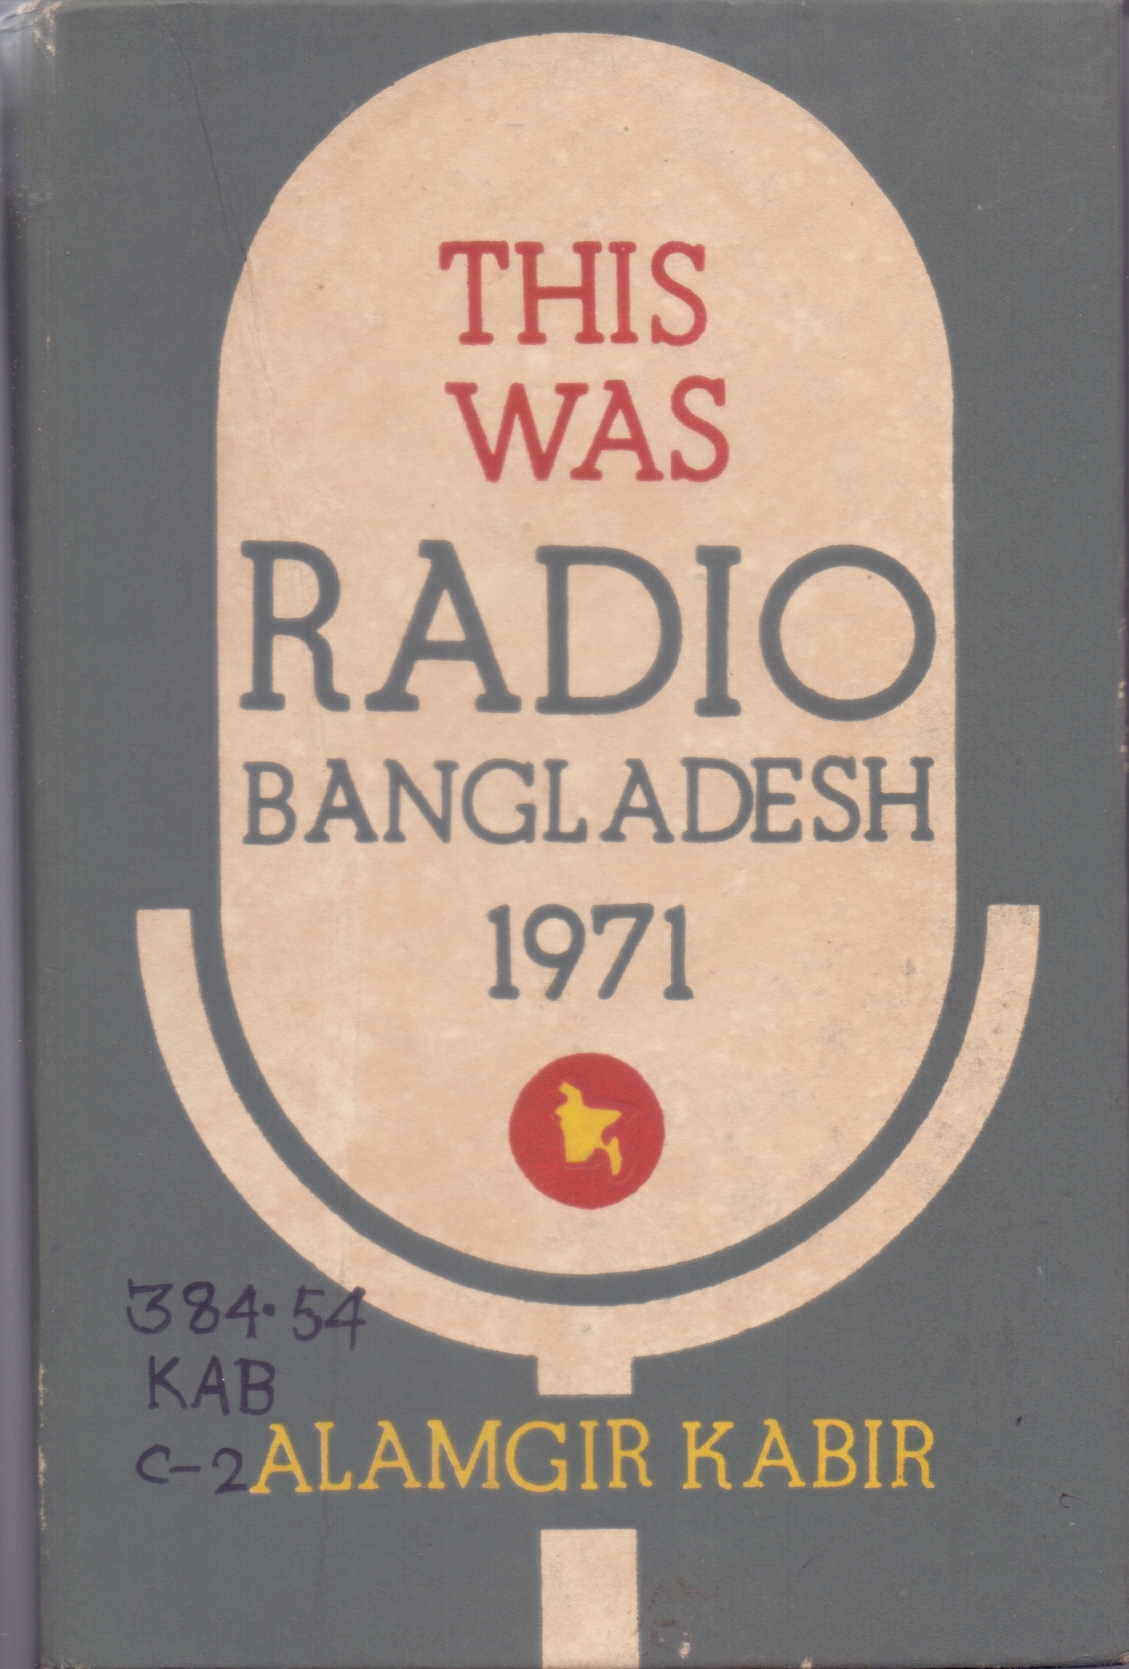 THIS
WAS
RADIO
BANGLADESH
1971
384.54
KAB
C-2
ALAMGIR KABIR